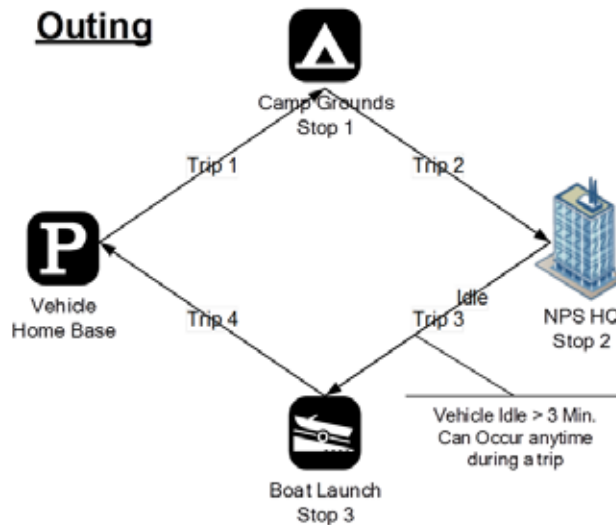 Outing
Camp Grounds
Stop 1
Trip 1
Trip 2
P
Vehicle
Home Base
Idle
NPS HQ
Stop 2
Trip 4
Trip 3
Vehicle Idle > 3 Min.
Can Occur anytime
during a trip
Boat Launch
Stop 3